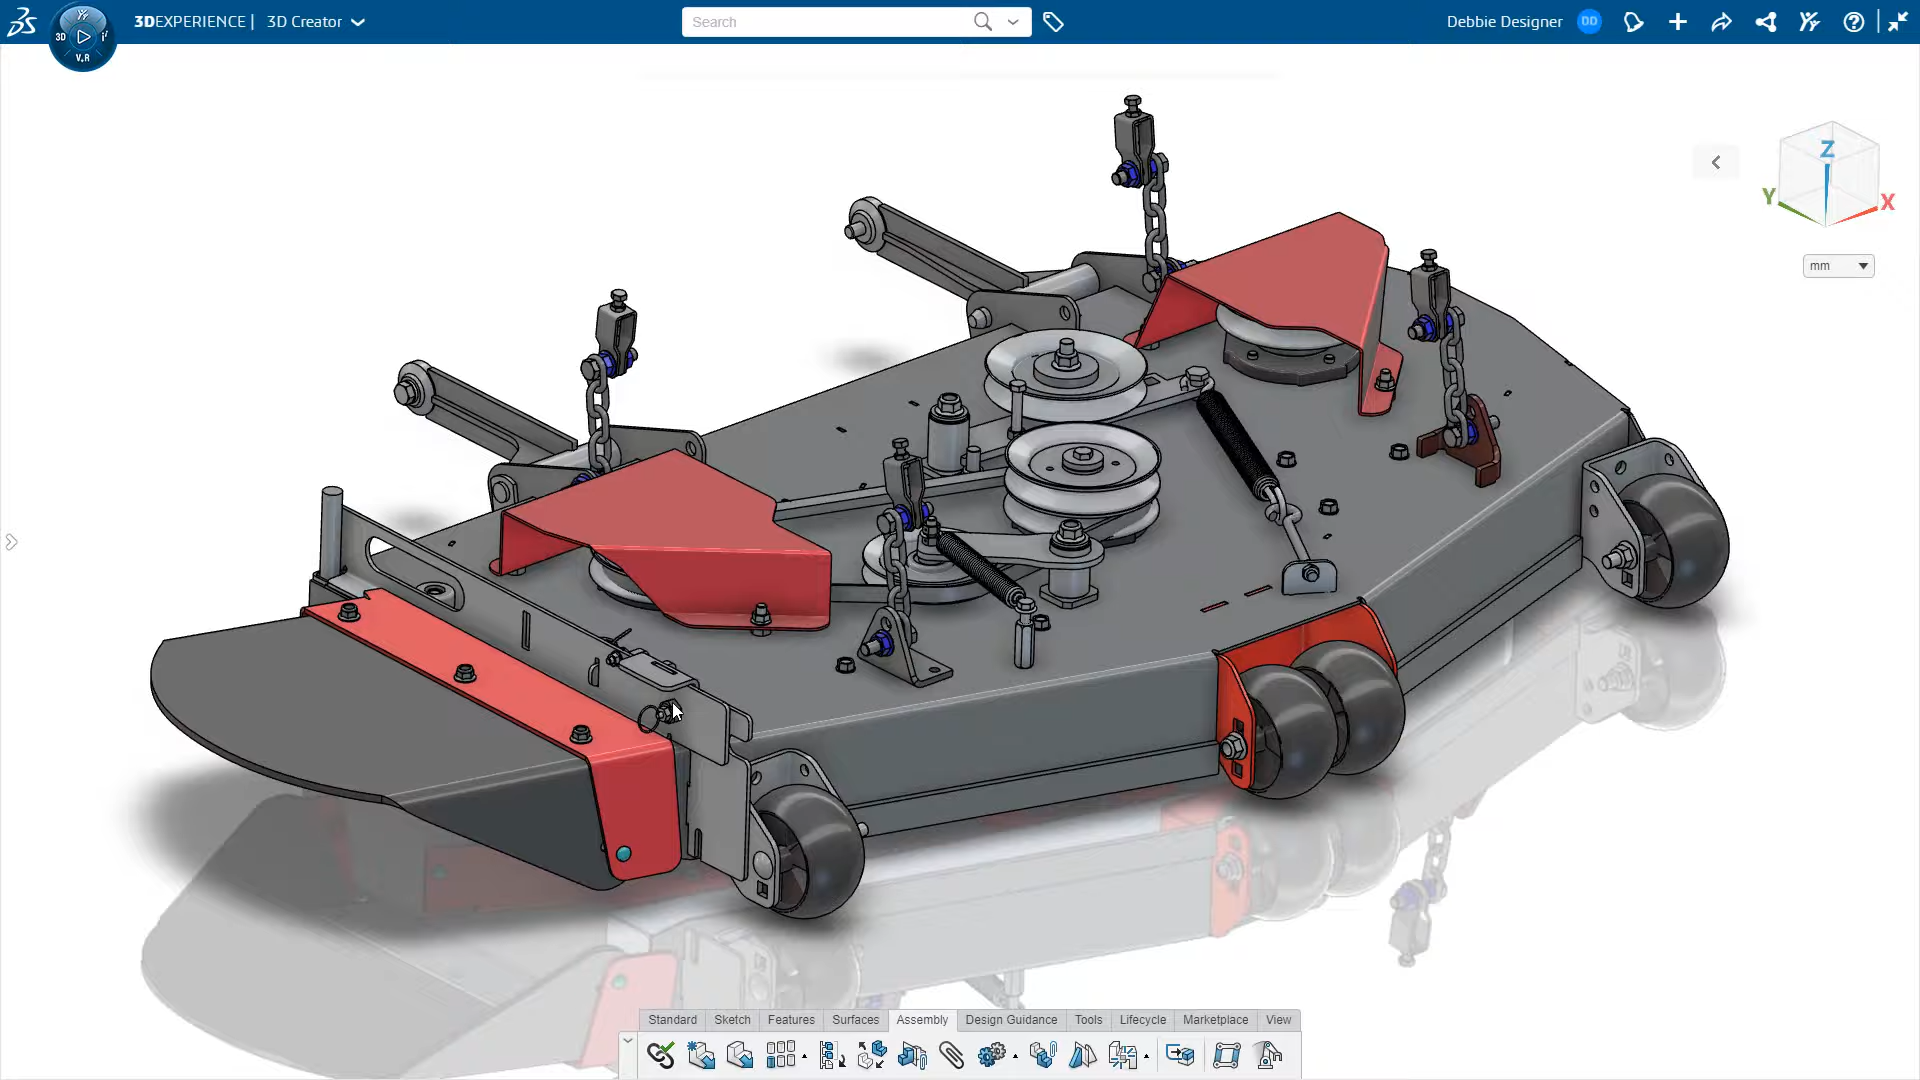 3DEXPERIENCE | 3D Creator
Search
Debbie Designer DD
3D
V.R
Z
Y
X
mm
Standard Sketch Features Surfaces Assembly Design Guidance Tools Lifecycle Marketplace View